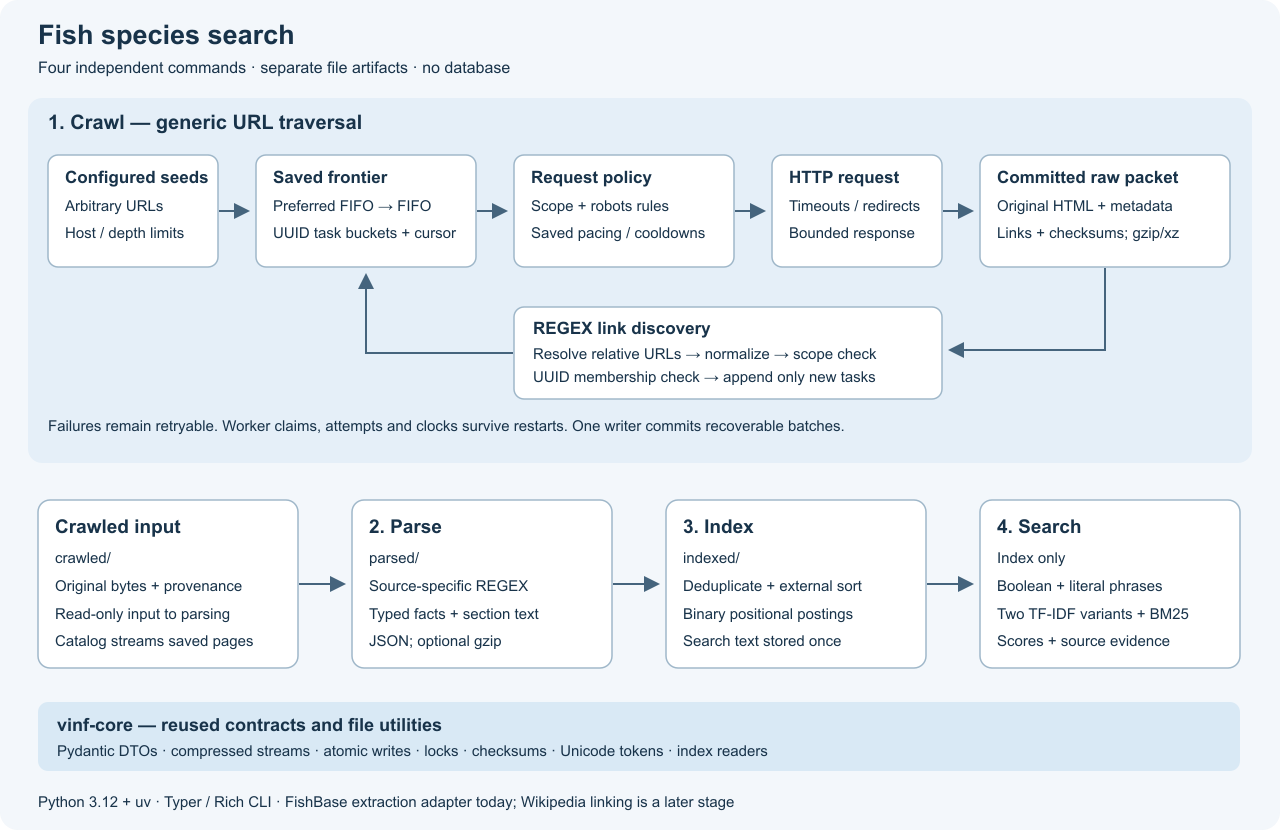 Fish species search
Four independent commands · separate file artifacts · no database
1. Crawl — generic URL traversal
Configured seeds
Arbitrary URLs
Host / depth limits
Saved frontier
Preferred FIFO → FIFO
UUID task buckets + cursor
Request policy
Scope + robots rules
Saved pacing / cooldowns
HTTP request
Timeouts / redirects
Bounded response
Committed raw packet
Original HTML + metadata
Links + checksums; gzip/xz
REGEX link discovery
Resolve relative URLs → normalize → scope check
UUID membership check → append only new tasks
Failures remain retryable. Worker claims, attempts and clocks survive restarts. One writer commits recoverable batches.
Crawled input
crawled/
Original bytes + provenance
Read-only input to parsing
Catalog streams saved pages
2. Parse
parsed/
Source-specific REGEX
Typed facts + section text
JSON; optional gzip
3. Index
indexed/
Deduplicate + external sort
Binary positional postings
Search text stored once
4. Search
Index only
Boolean + literal phrases
Two TF-IDF variants + BM25
Scores + source evidence
vinf-core — reused contracts and file utilities
Pydantic DTOs · compressed streams · atomic writes · locks · checksums · Unicode tokens · index readers
Python 3.12 + uv · Typer / Rich CLI · FishBase extraction adapter today; Wikipedia linking is a later stage